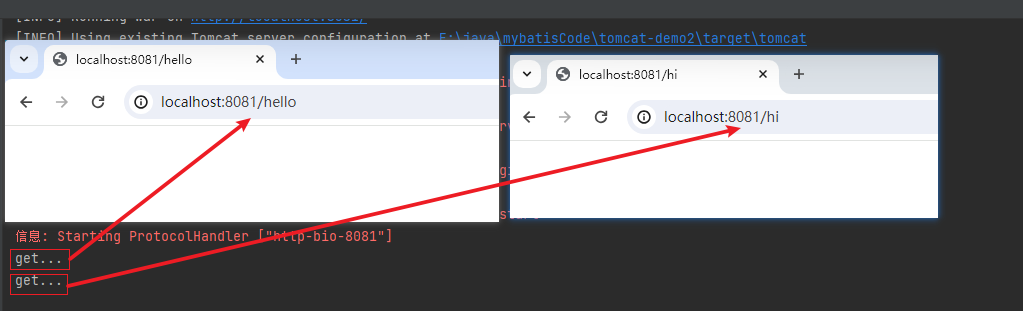 [INFO] Running war on http://localhost:8081/
[INFO] Using existing Tomcat server configuration at E:\java\mybatisCode\tomcat-demo2\target\tomcat
localhost:8081/hello
localhost:8081/hello
localhost:8081/hi
localhost:8081/hi
信息: Starting ProtocolHandler ["http-bio-8081"]
get...
get...